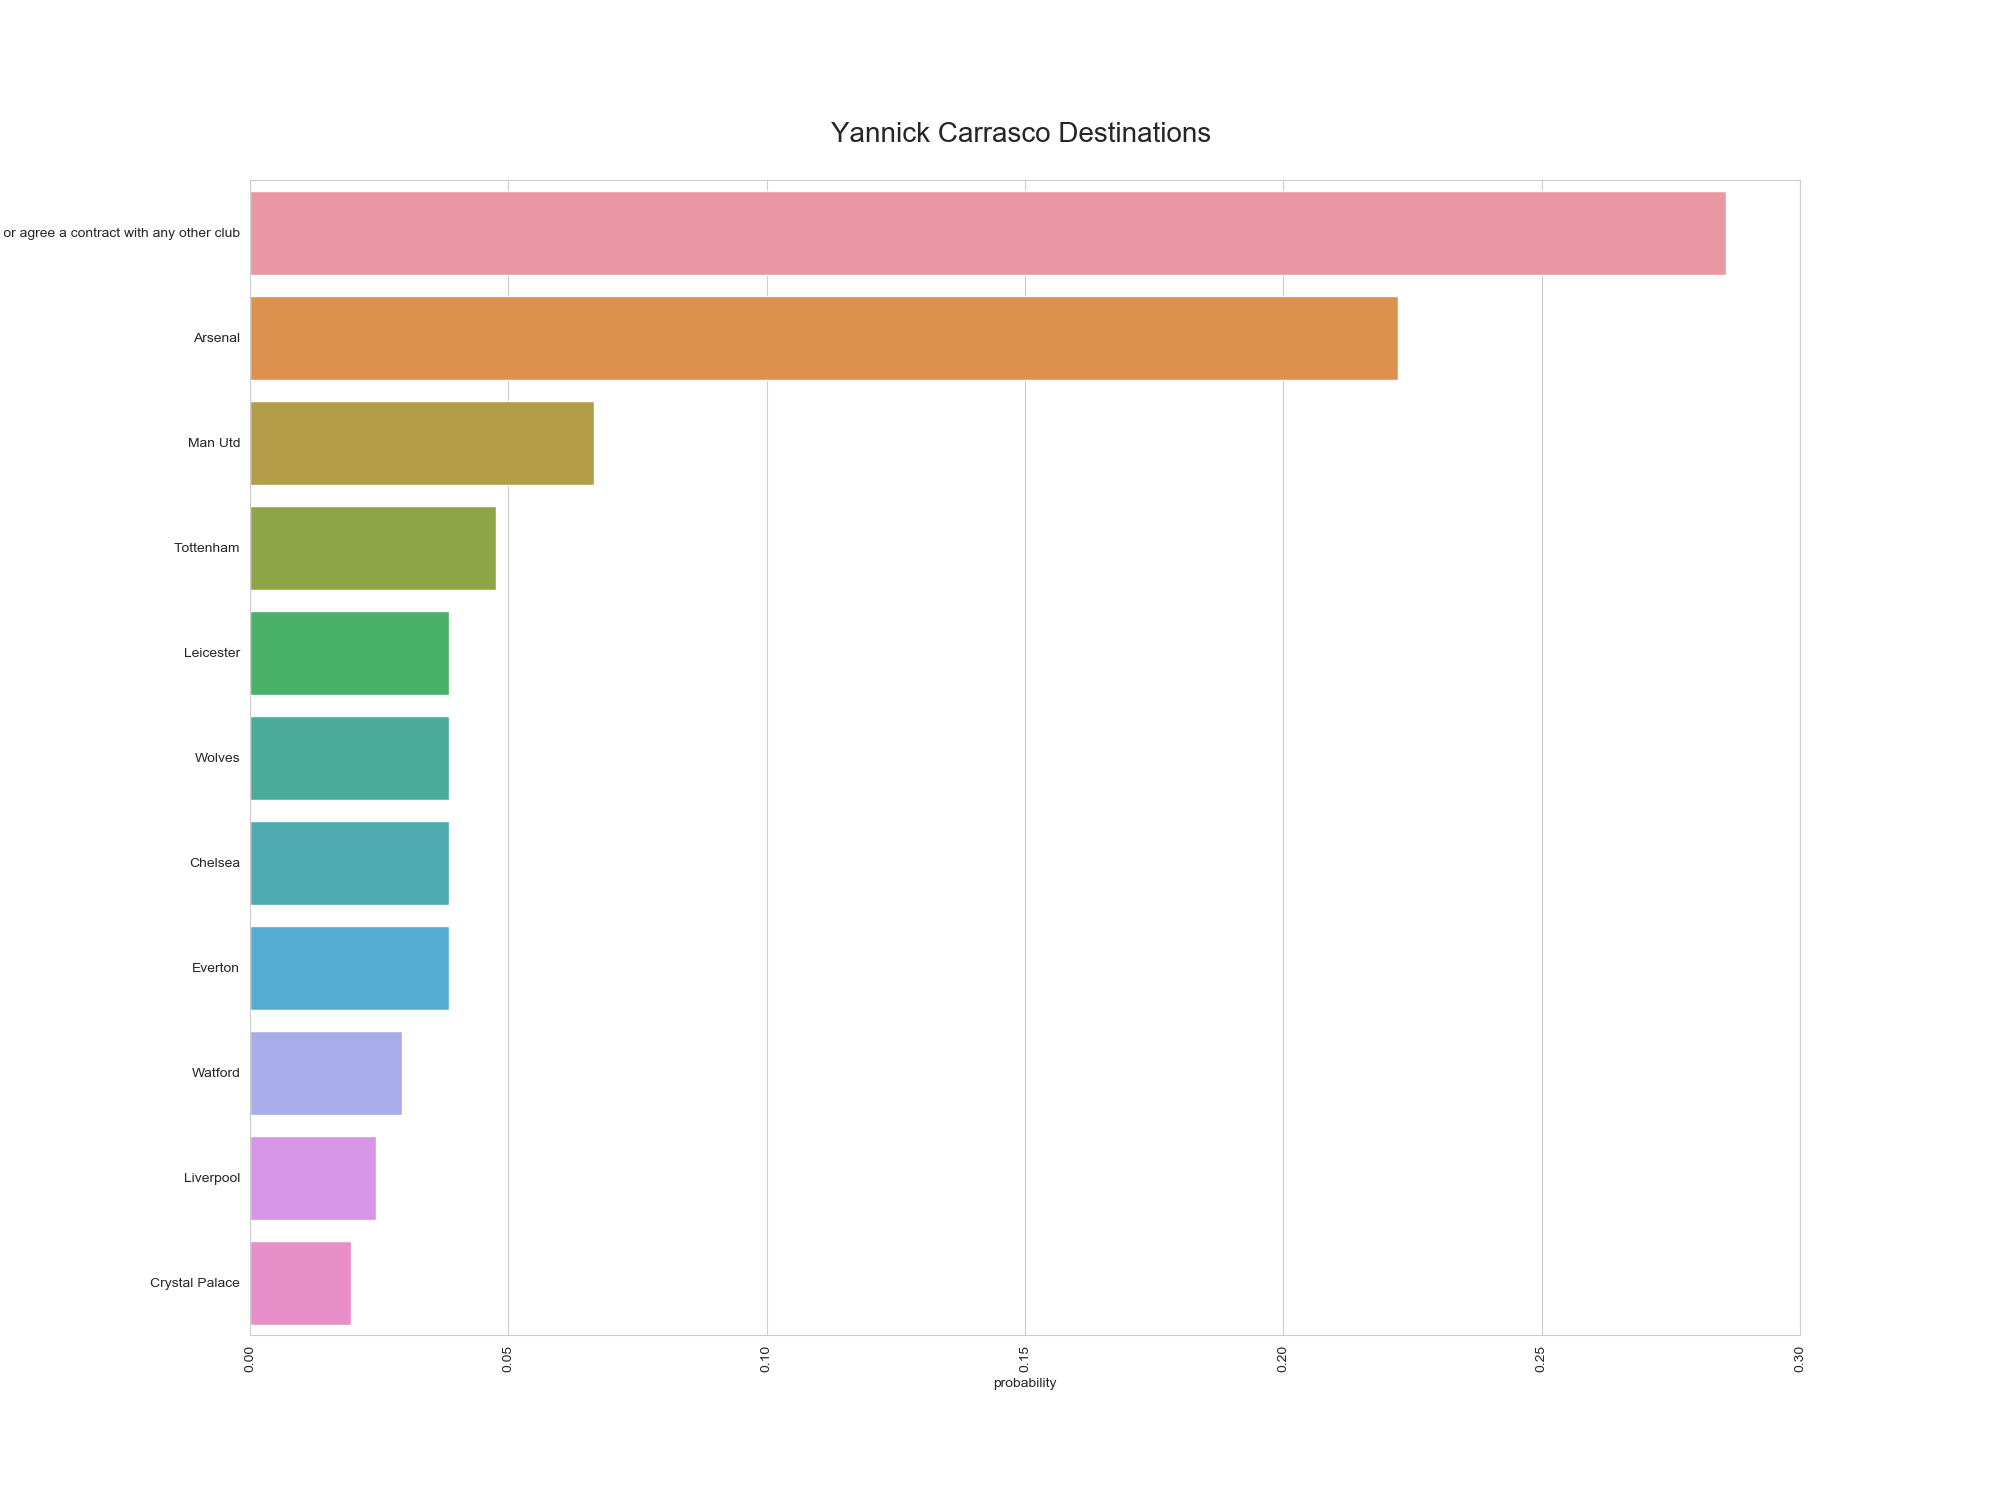 Yannick Carrasco Destinations
or agree a contract with any other club
Arsenal
Man Utd
Tottenham
Leicester
Wolves
Chelsea
Everton
Watford
Liverpool
Crystal Palace
0.00
0.05
0.10
0.15
0.20
0.25
0.30
probability